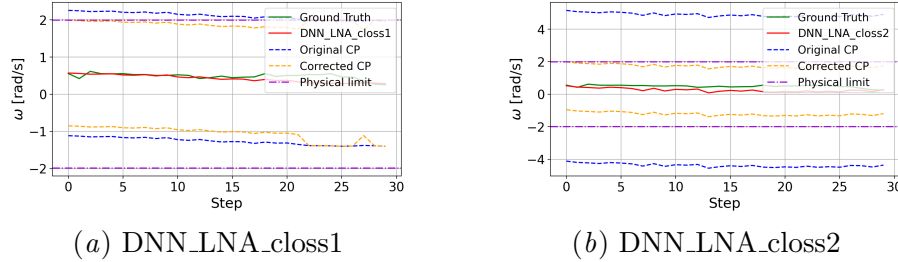 2
1
0
−1
−2
ω [rad/s]
0 5 10 15 20 25 30
Step
Ground Truth
DNN_LNA_closs1
Original CP
Corrected CP
Physical limit
(a) DNN_LNA_closs1
4
2
0
−2
−4
ω [rad/s]
0 5 10 15 20 25 30
Step
Ground Truth
DNN_LNA_closs2
Original CP
Corrected CP
Physical limit
(b) DNN_LNA_closs2